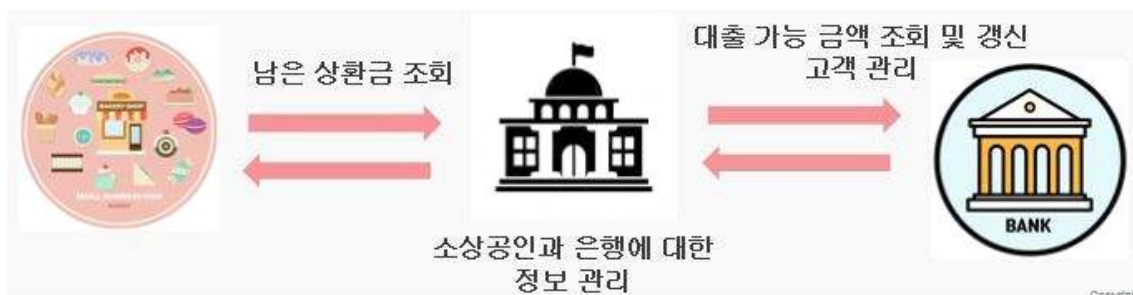 대출 가능 금액 조회 및 갱신
고객 관리
남은 상환금 조회
BAKERY SHOP
BANK
소상공인과 은행에 대한
정보 관리